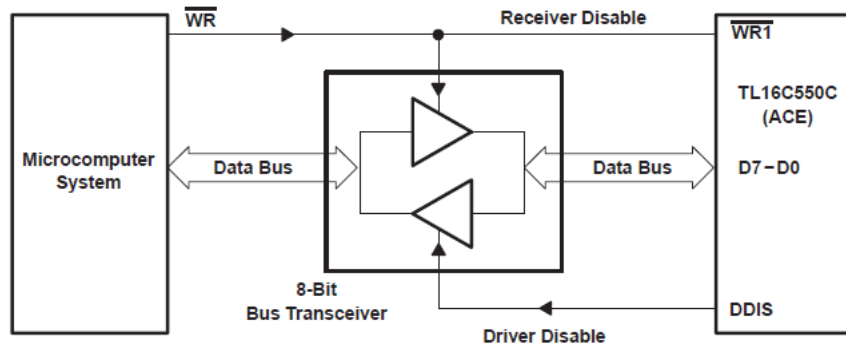 WR
Receiver Disable
WR1
TL16C550C
(ACE)
Microcomputer
System
Data Bus
Data Bus
D7−D0
8-Bit
Bus Transceiver
DDIS
Driver Disable